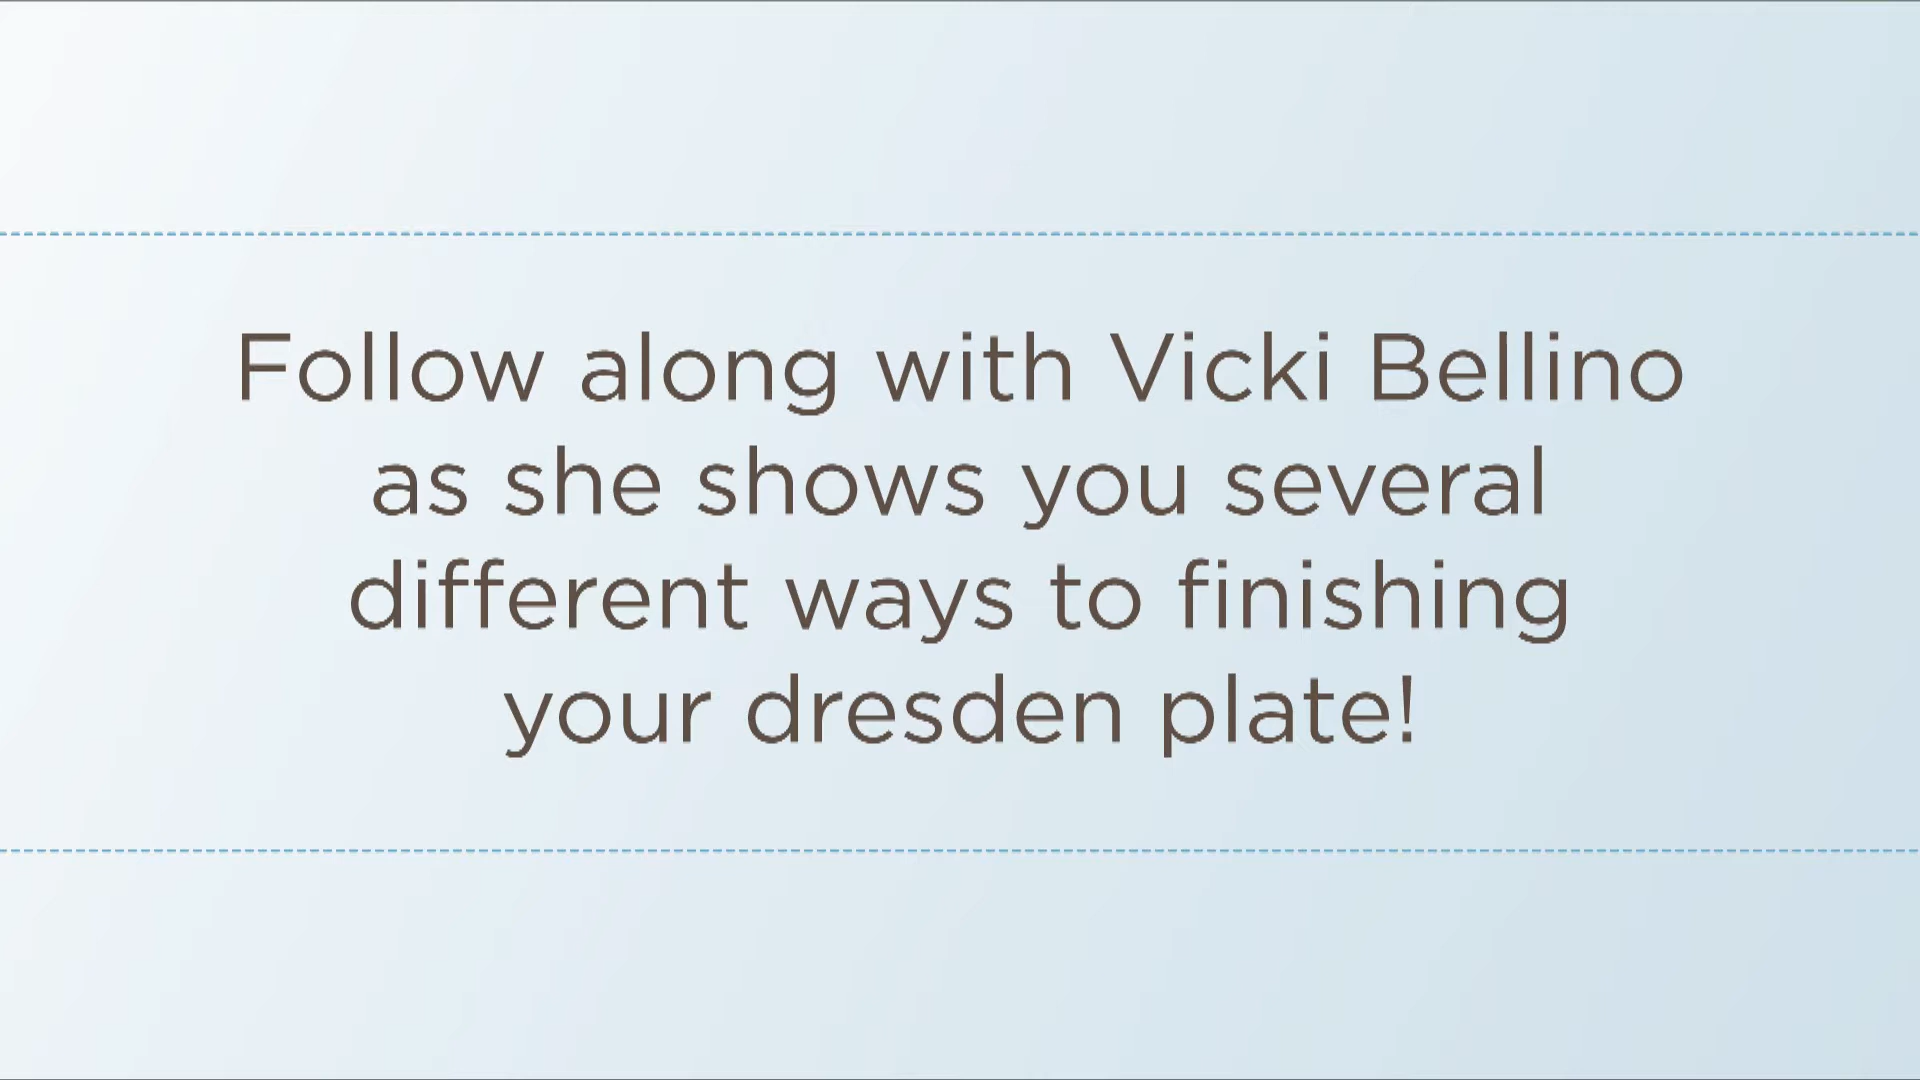 Follow along with Vicki Bellino
as she shows you several
different ways to finishing
your dresden plate!